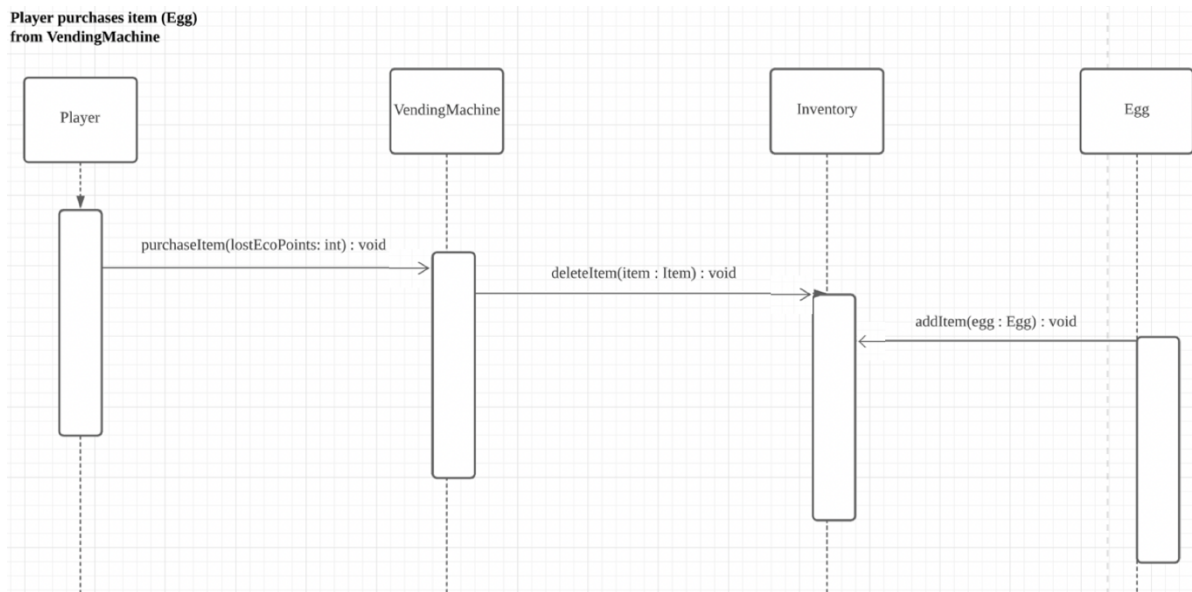 Player purchases item (Egg)
from VendingMachine
Player
VendingMachine
Inventory
Egg
purchaseItem(lostEcoPoints: int) : void
deleteItem(item : Item) : void
addItem(egg : Egg) : void